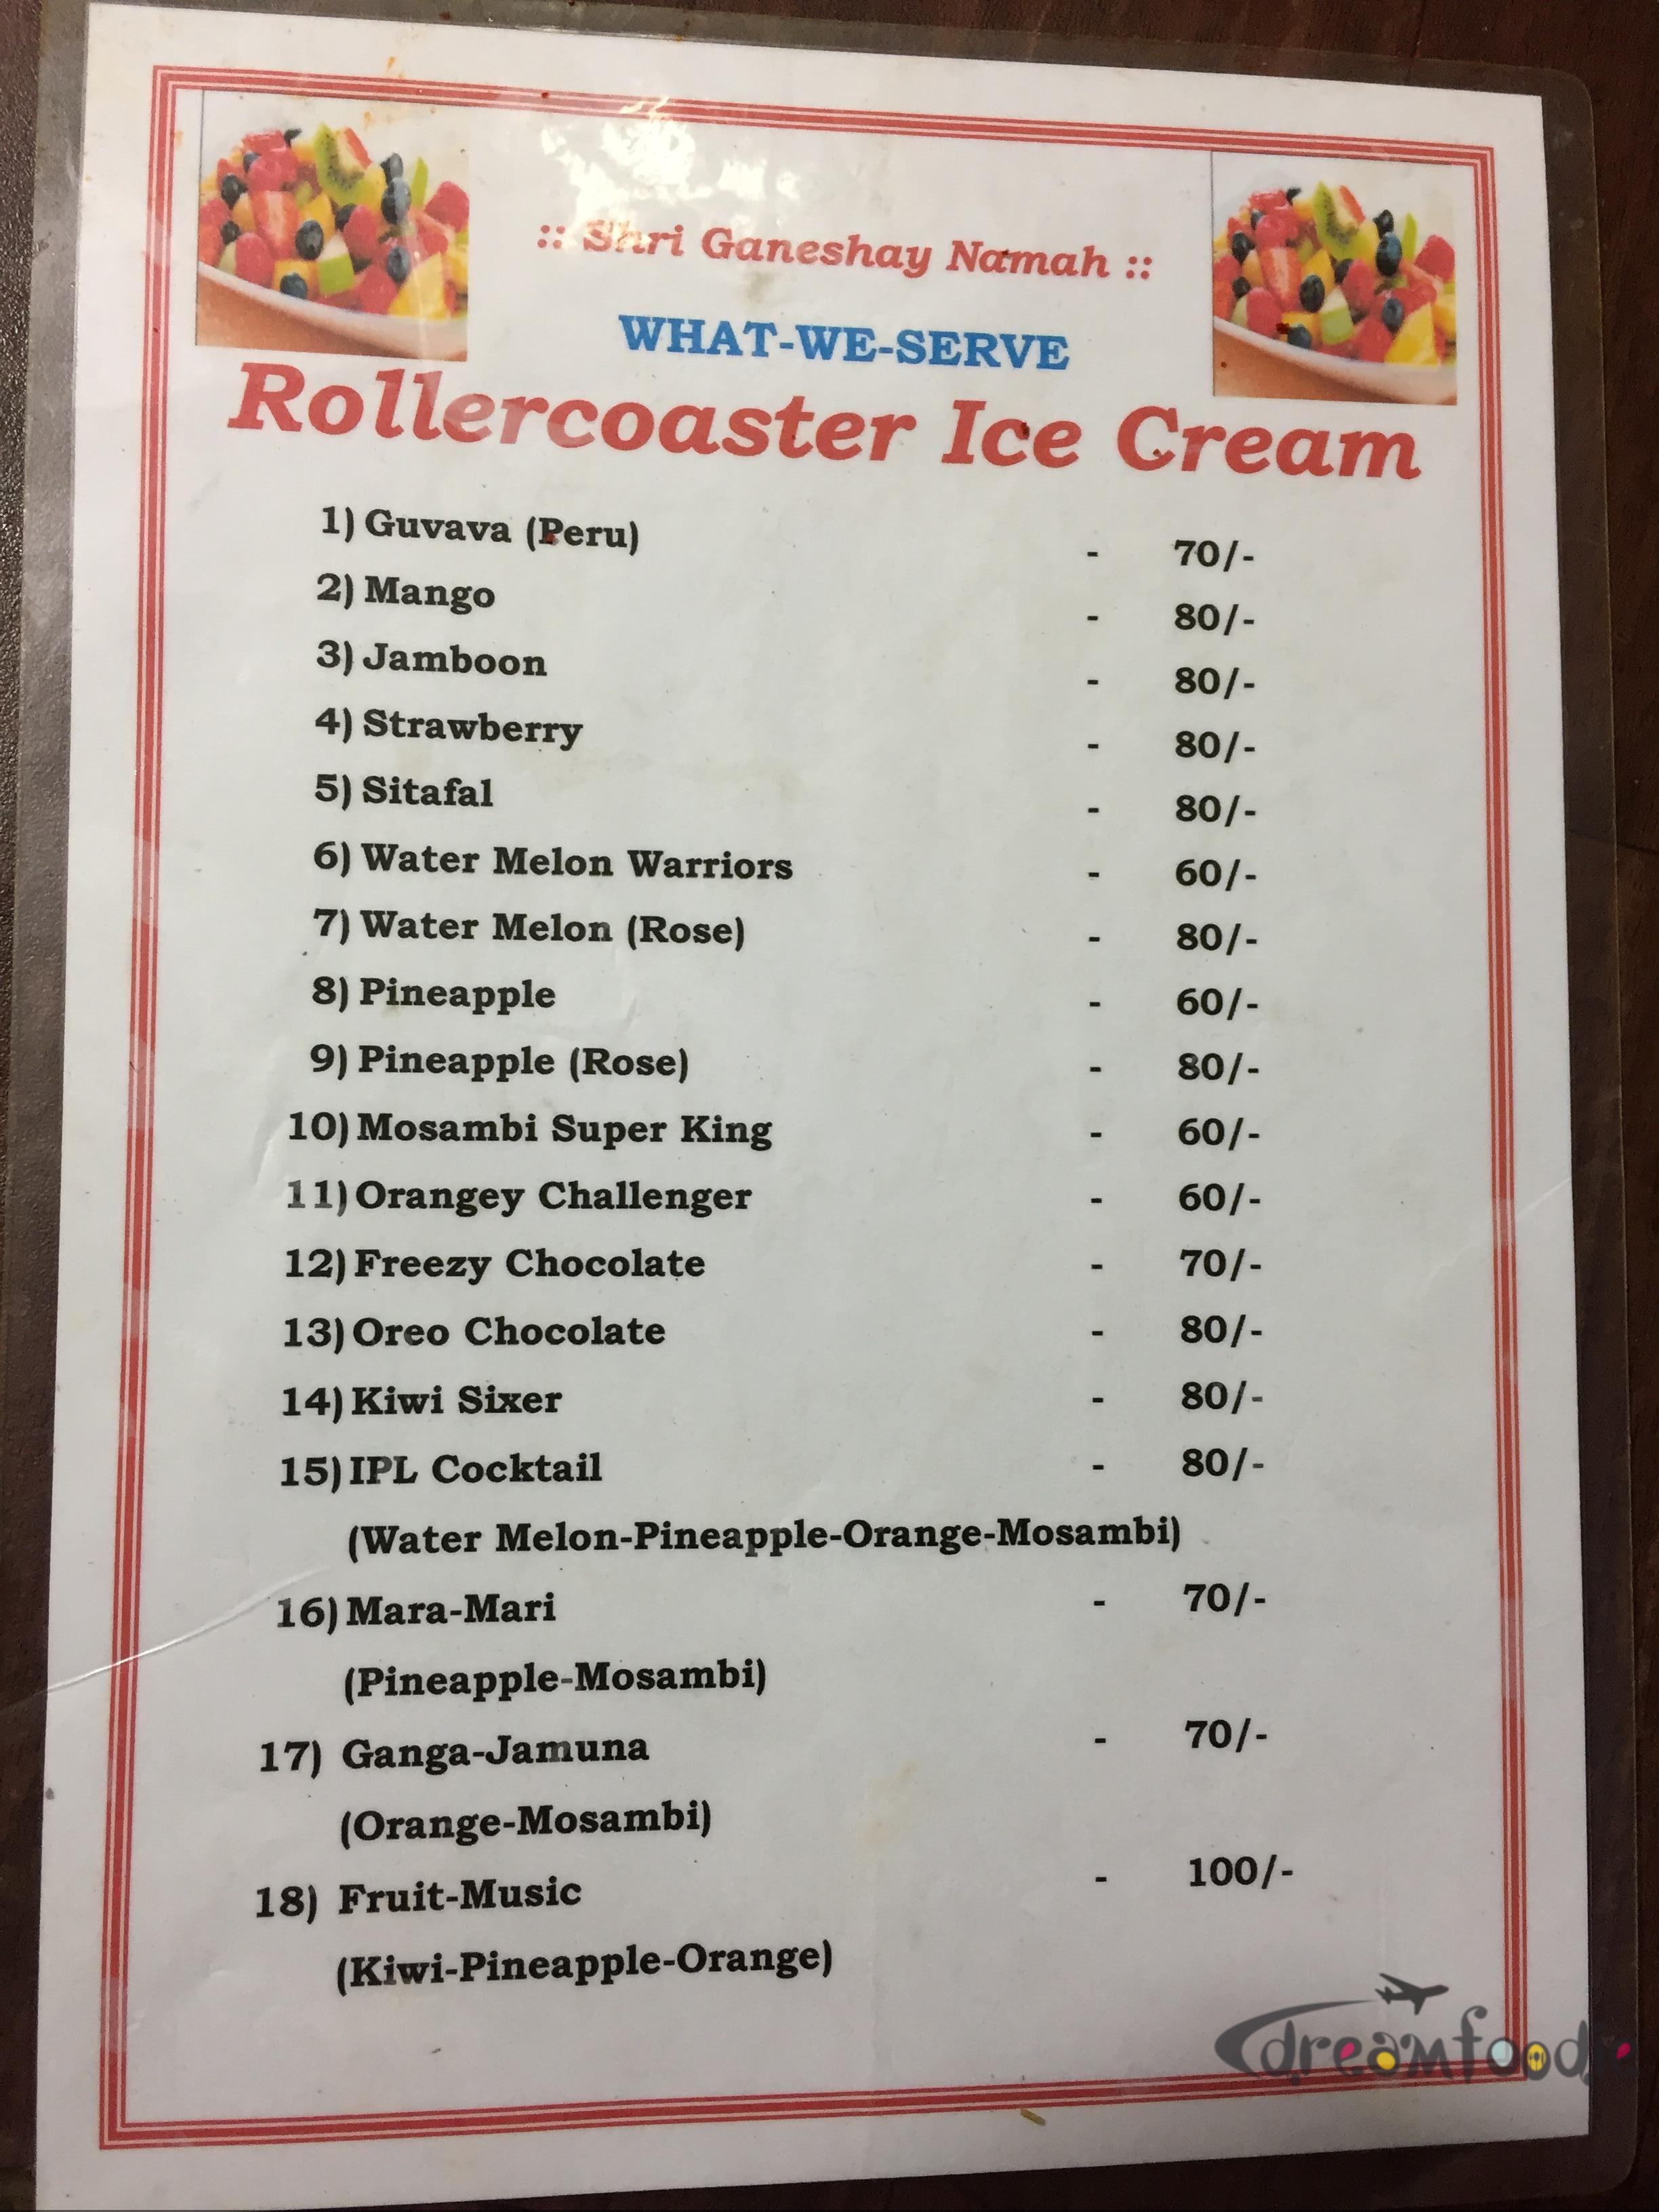 :: Shri Ganeshay Namah ::
WHAT-WE-SERVE
Rollercoaster Ice Cream
1) Guvava (Peru) - 70/-
2) Mango - 80/-
3) Jamboon - 80/-
4) Strawberry - 80/-
5) Sitafal - 80/-
6) Water Melon Warriors - 60/-
7) Water Melon (Rose) - 80/-
8) Pineapple - 60/-
9) Pineapple (Rose) - 80/-
10) Mosambi Super King - 60/-
11) Orangey Challenger - 60/-
12) Freezy Chocolate - 70/-
13) Oreo Chocolate - 80/-
14) Kiwi Sixer - 80/-
15) IPL Cocktail - 80/-
(Water Melon-Pineapple-Orange-Mosambi)
16) Mara-Mari - 70/-
(Pineapple-Mosambi)
17) Ganga-Jamuna - 70/-
(Orange-Mosambi)
18) Fruit-Music - 100/-
(Kiwi-Pineapple-Orange)